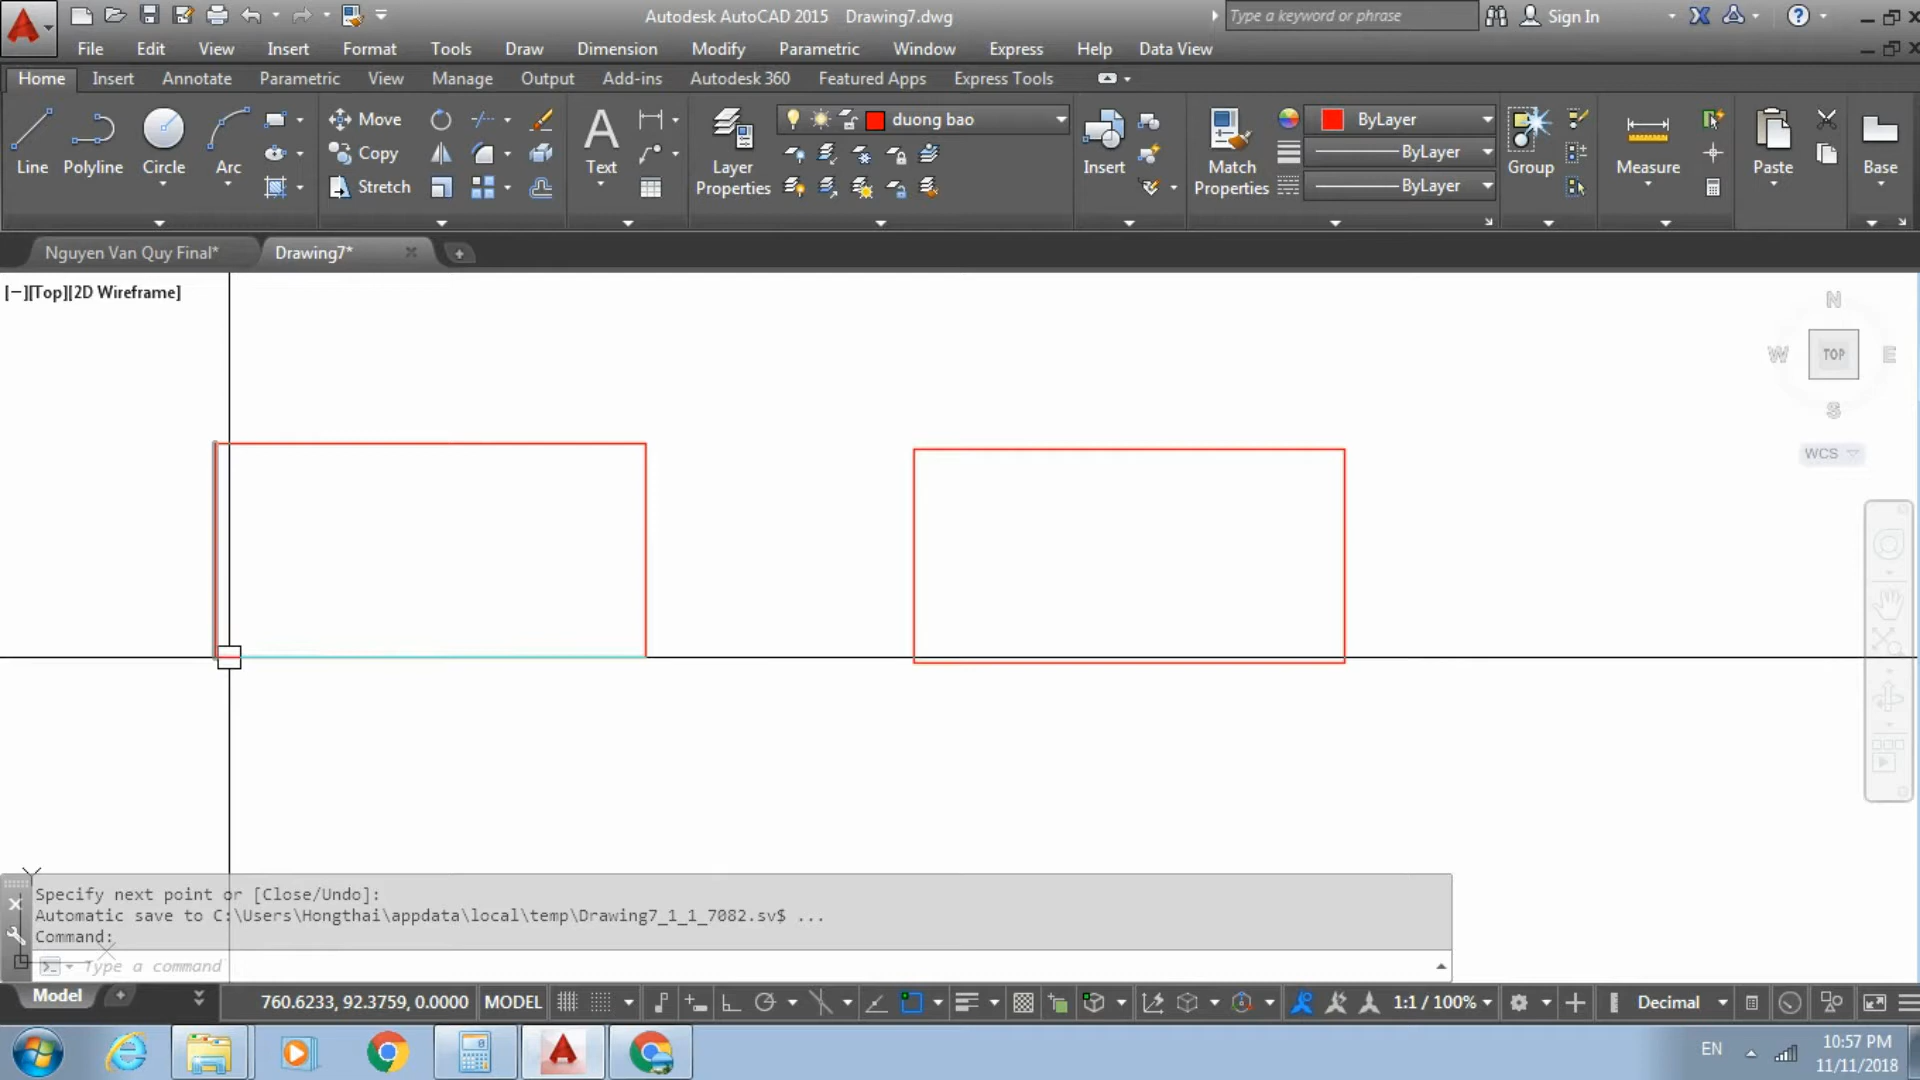 Autodesk AutoCAD 2015 Drawing7.dwg
Type a keyword or phrase
Sign In
File Edit View Insert Format Tools Draw Dimension Modify Parametric Window Express Help Data View
Home Insert Annotate Parametric View Manage Output Add-ins Autodesk 360 Featured Apps Express Tools
Line Polyline Circle Arc
Move
Copy
Stretch
Text
Layer
Properties
duong bao
Insert
Match
Properties
ByLayer
ByLayer
ByLayer
Group
Measure
Paste
Base
Nguyen Van Quy Final* Drawing7*
[−][Top][2D Wireframe]
N
W TOP E
S
WCS
Specify next point or [Close/Undo]:
Automatic save to C:\Users\Hongthai\appdata\local\temp\Drawing7_1_1_7082.sv$ ...
Command:
Type a command
Model
760.6233, 92.3759, 0.0000 MODEL 1:1 / 100% Decimal
EN
10:57 PM
11/11/2018